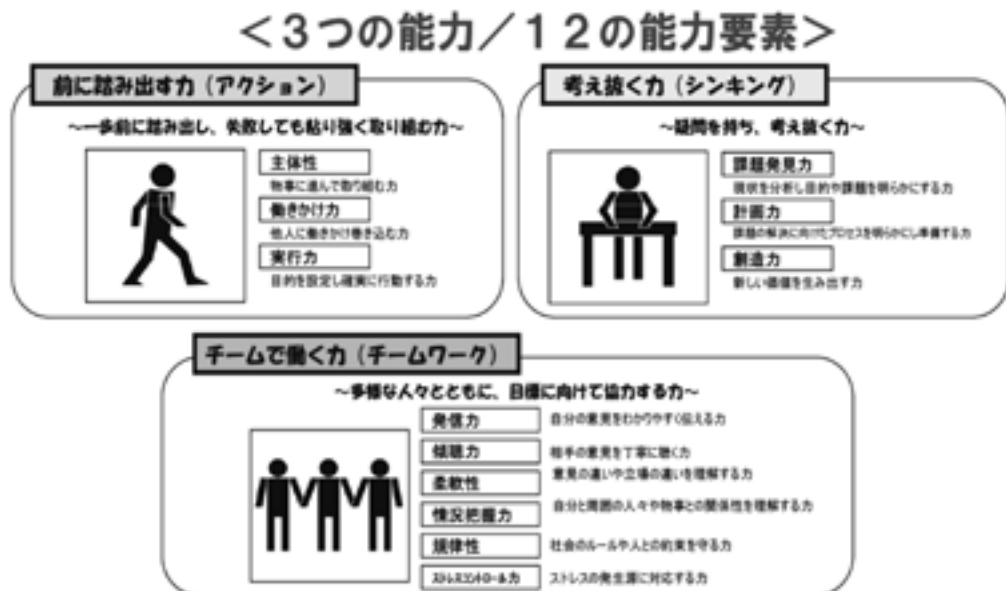 ＜３つの能力／１２の能力要素＞
前に踏み出す力（アクション）
～一歩前に踏み出し、失敗しても粘り強く取り組む力～
主体性
物事に進んで取り組む力
働きかけ力
他人に働きかけ巻き込む力
実行力
目的を設定し確実に行動する力
考え抜く力（シンキング）
～疑問を持ち、考え抜く力～
課題発見力
現状を分析し目的や課題を明らかにする力
計画力
課題の解決に向けたプロセスを明らかにし準備する力
創造力
新しい価値を生み出す力
チームで働く力（チームワーク）
～多様な人々とともに、目標に向けて協力する力～
発信力 自分の意見をわかりやすく伝える力
傾聴力 相手の意見を丁寧に聴く力
柔軟性 意見の違いや立場の違いを理解する力
情況把握力 自分と周囲の人々や物事との関係性を理解する力
規律性 社会のルールや人との約束を守る力
ストレスコントロール力 ストレスの発生源に対応する力